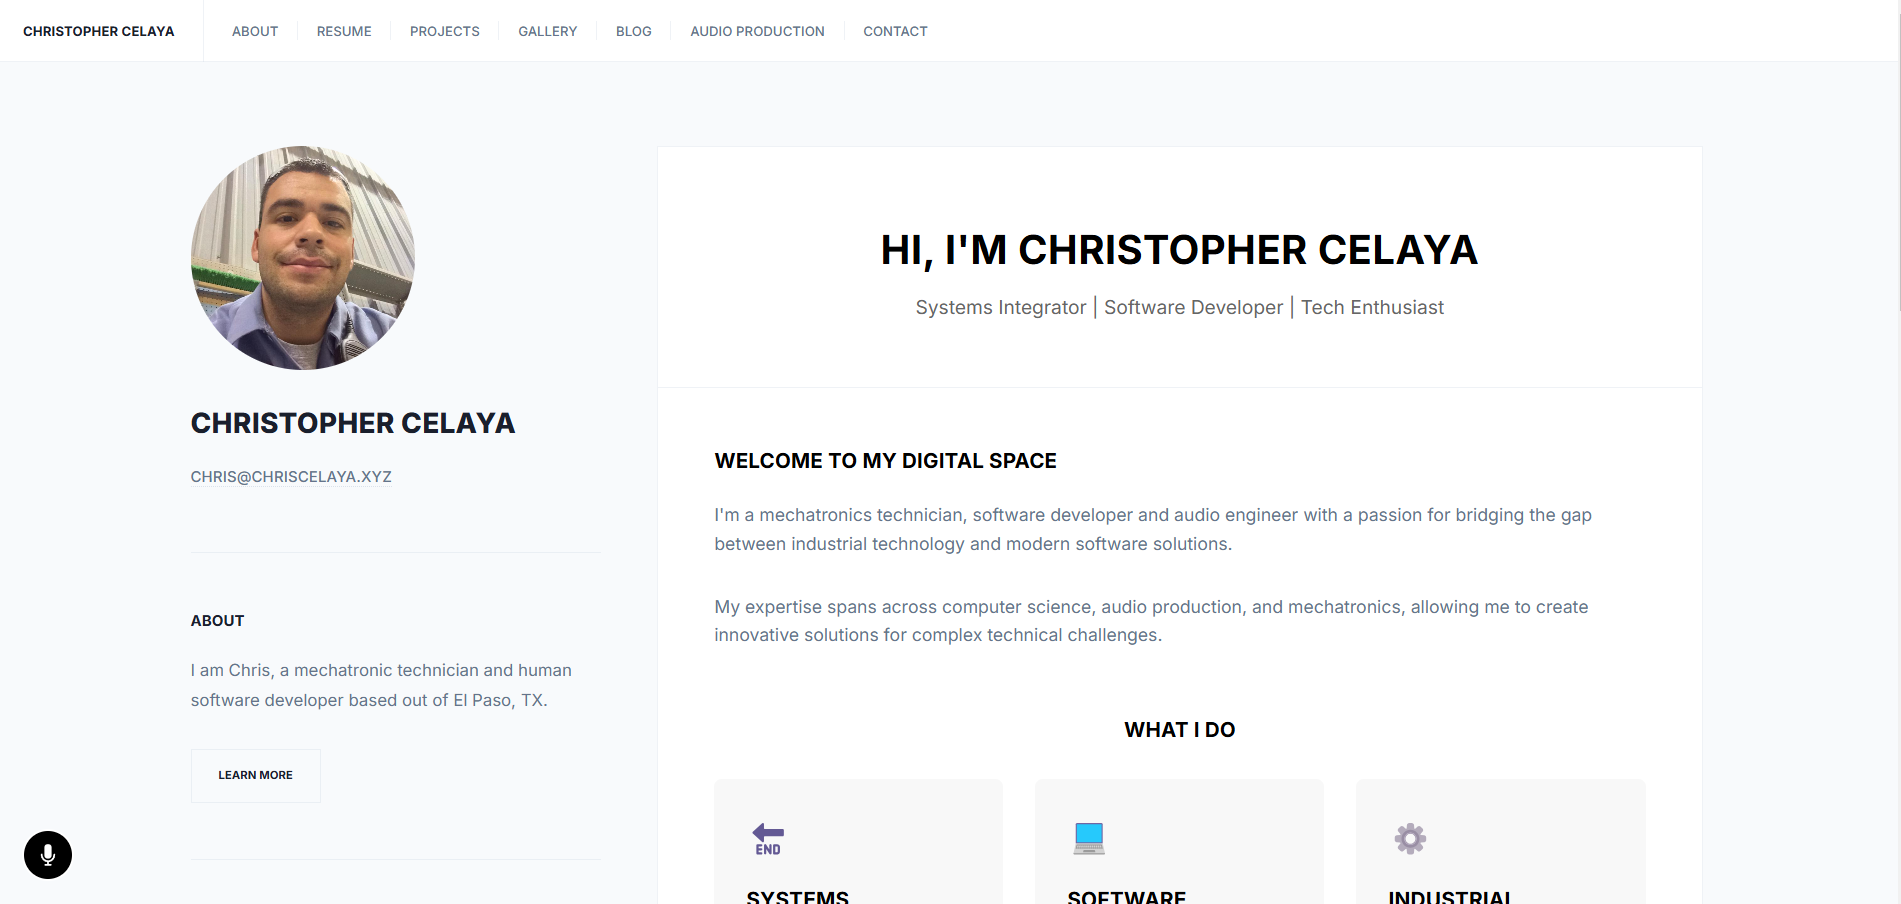 CHRISTOPHER CELAYA
ABOUT
RESUME
PROJECTS
GALLERY
BLOG
AUDIO PRODUCTION
CONTACT
CHRISTOPHER CELAYA
CHRIS@CHRISCELAYA.XYZ
ABOUT
I am Chris, a mechatronic technician and human
software developer based out of El Paso, TX.
LEARN MORE
HI, I'M CHRISTOPHER CELAYA
Systems Integrator | Software Developer | Tech Enthusiast
WELCOME TO MY DIGITAL SPACE
I'm a mechatronics technician, software developer and audio engineer with a passion for bridging the gap
between industrial technology and modern software solutions.
My expertise spans across computer science, audio production, and mechatronics, allowing me to create
innovative solutions for complex technical challenges.
WHAT I DO
END
SYSTEMS
SOFTWARE
INDUSTRIAL